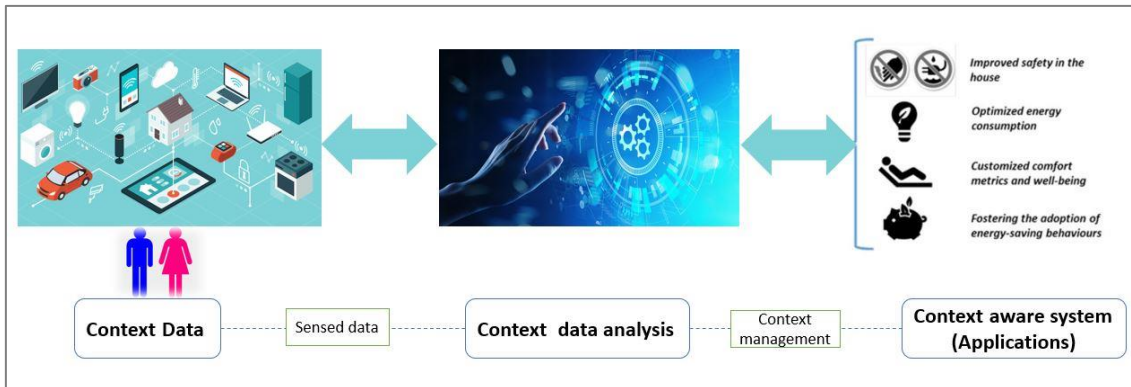 Improved safety in the
house
Optimized energy
consumption
Customized comfort
metrics and well-being
Fostering the adoption of
energy-saving behaviours
Context Data
Sensed data
Context data analysis
Context
management
Context aware system
(Applications)